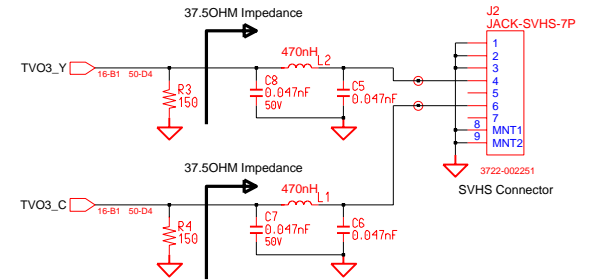 37.5OHM Impedance
J2
JACK-SVHS-7P
TVO3_Y
16-B1 50-D4
R3
150
470nH
L2
C8
0.047nF
50V
C5
0.047nF
1
2
3
4
5
6
7
8 MNT1
9 MNT2
3722-002251
SVHS Connector
37.5OHM Impedance
TVO3_C
16-B1 50-D4
R4
150
470nH
L1
C7
0.047nF
50V
C6
0.047nF